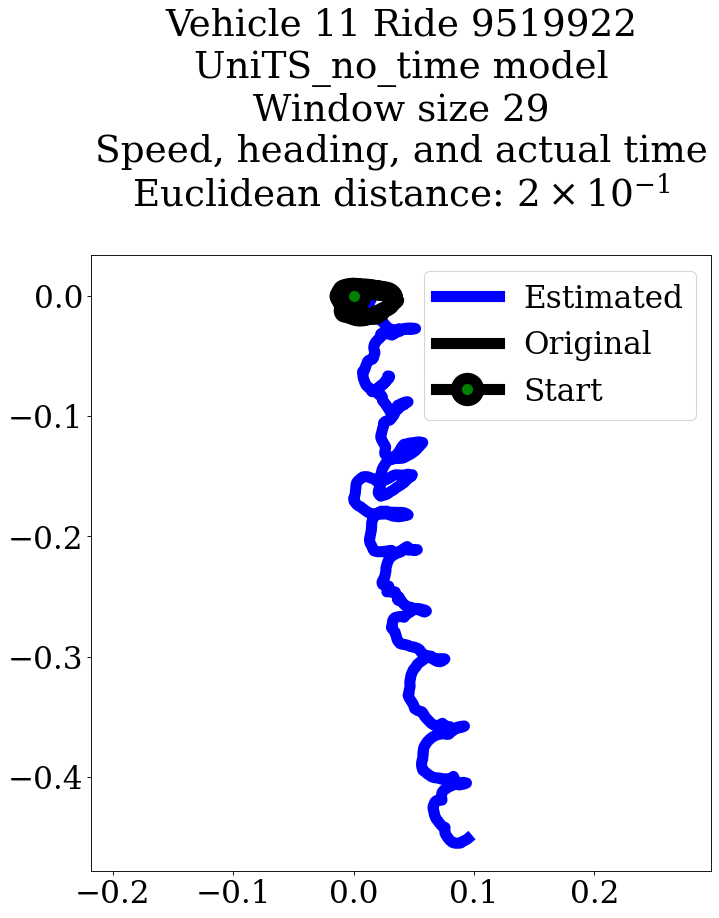 Vehicle 11 Ride 9519922
UniTS_no_time model
Window size 29
Speed, heading, and actual time
Euclidean distance: $2 \times 10^{-1}$
Estimated
Original
Start
0.0
−0.1
−0.2
−0.3
−0.4
−0.2 −0.1 0.0 0.1 0.2